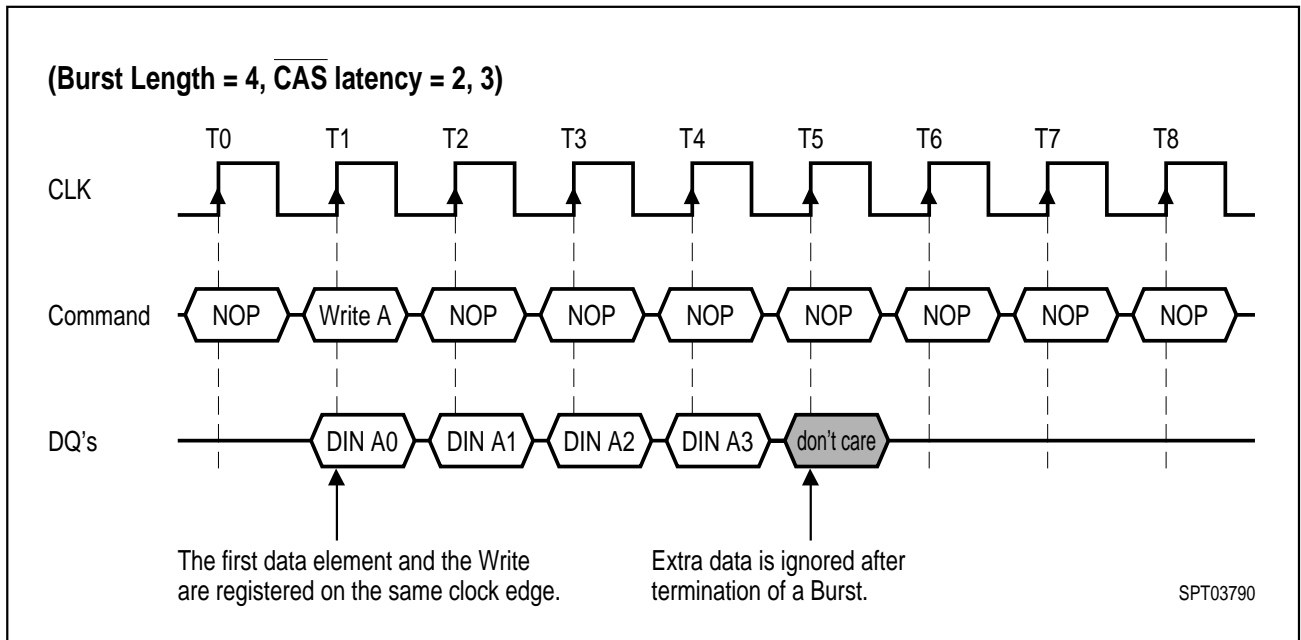 (Burst Length = 4, CAS latency = 2, 3)
T0 T1 T2 T3 T4 T5 T6 T7 T8
CLK
Command NOP Write A NOP NOP NOP NOP NOP NOP NOP
DQ's DIN A0 DIN A1 DIN A2 DIN A3 don't care
The first data element and the Write
are registered on the same clock edge.
Extra data is ignored after
termination of a Burst.
SPT03790